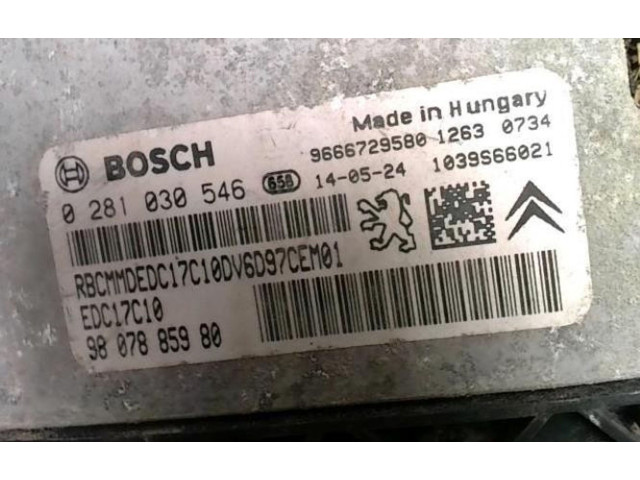 Made in Hungary
BOSCH 9666729580 1263 0734
0 281 030 546 658 14-05-24 1039S66021
RBCMMDEDC17C10DV6D97CEM01
EDC17C10
98 078 859 80